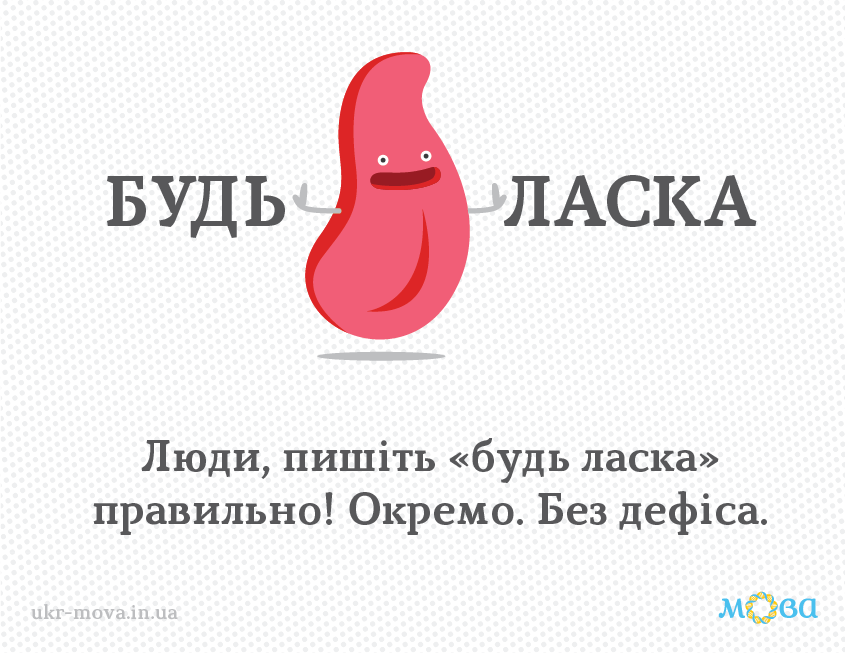 БУДЬ ЛАСКА
Люди, пишіть «будь ласка»
правильно! Окремо. Без дефіса.
ukr-mova.in.ua
мова